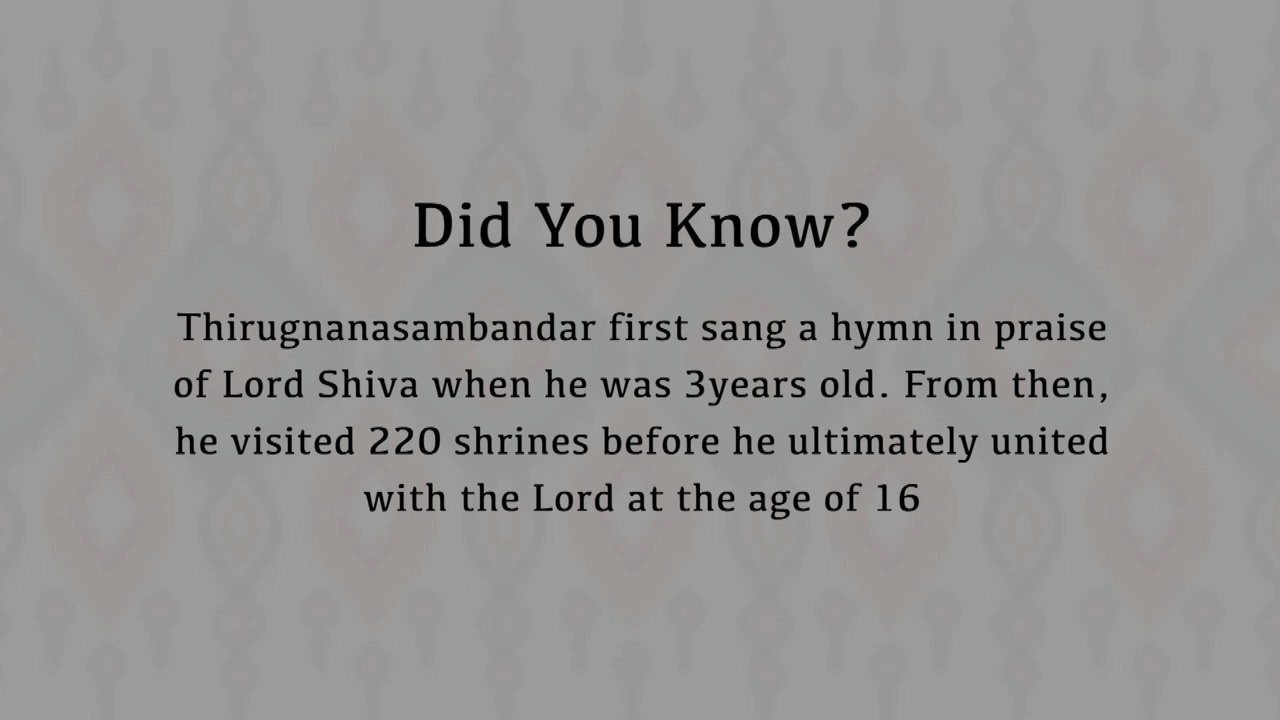 Did You Know?
Thirugnanasambandar first sang a hymn in praise
of Lord Shiva when he was 3years old. From then,
he visited 220 shrines before he ultimately united
with the Lord at the age of 16